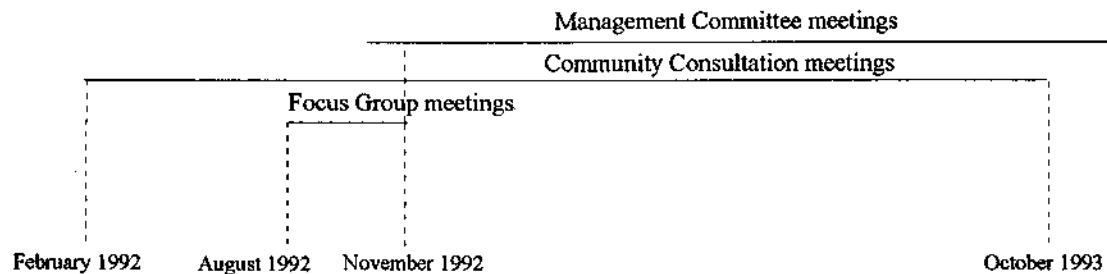 Management Committee meetings
Community Consultation meetings
Focus Group meetings
February 1992 August 1992 November 1992 October 1993